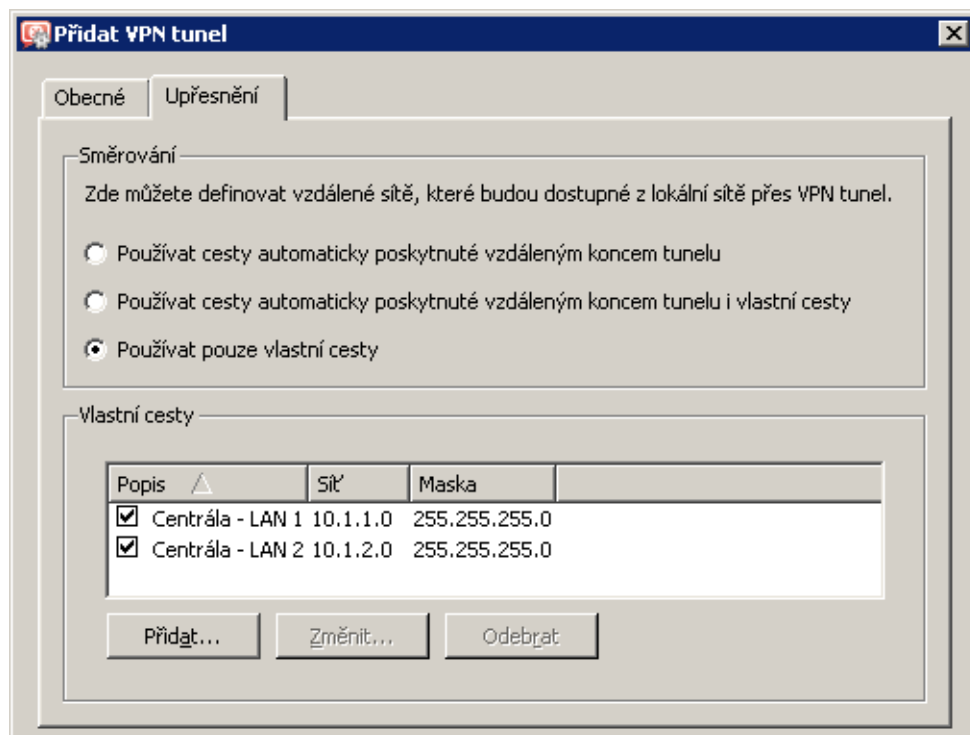 Přidat VPN tunel
Obecné Upřesnění
Směrování
Zde můžete definovat vzdálené sítě, které budou dostupné z lokální sítě přes VPN tunel.
Používat cesty automaticky poskytnuté vzdáleným koncem tunelu
Používat cesty automaticky poskytnuté vzdáleným koncem tunelu i vlastní cesty
Používat pouze vlastní cesty
Vlastní cesty
Popis Síť Maska
Centrála - LAN 1 10.1.1.0 255.255.255.0
Centrála - LAN 2 10.1.2.0 255.255.255.0
Přidat... Změnit... Odebrat